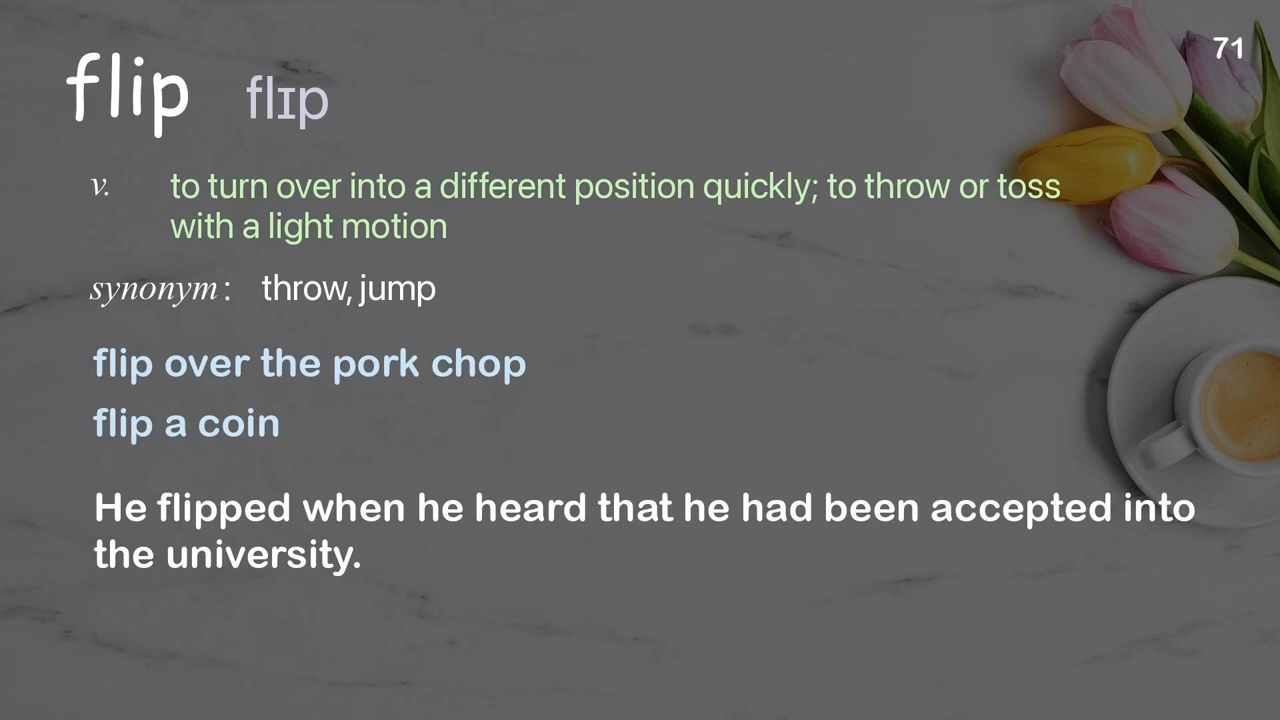 71
flip flɪp
v. to turn over into a different position quickly; to throw or toss
with a light motion
synonym: throw, jump
flip over the pork chop
flip a coin
He flipped when he heard that he had been accepted into
the university.